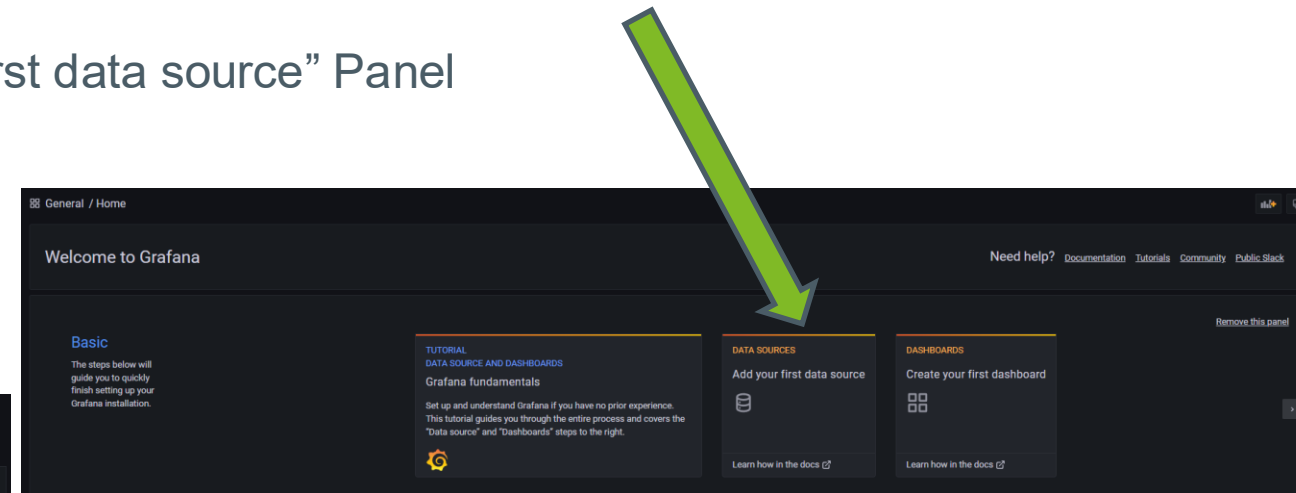 rst data source” Panel
General / Home
Welcome to Grafana
Need help? Documentation Tutorials Community Public Slack
Remove this panel
Basic
The steps below will
guide you to quickly
finish setting up your
Grafana installation.
TUTORIAL
DATA SOURCE AND DASHBOARDS
Grafana fundamentals
Set up and understand Grafana if you have no prior experience.
This tutorial guides you through the entire process and covers the
"Data source" and "Dashboards" steps to the right.
DATA SOURCES
Add your first data source
Learn how in the docs
DASHBOARDS
Create your first dashboard
Learn how in the docs